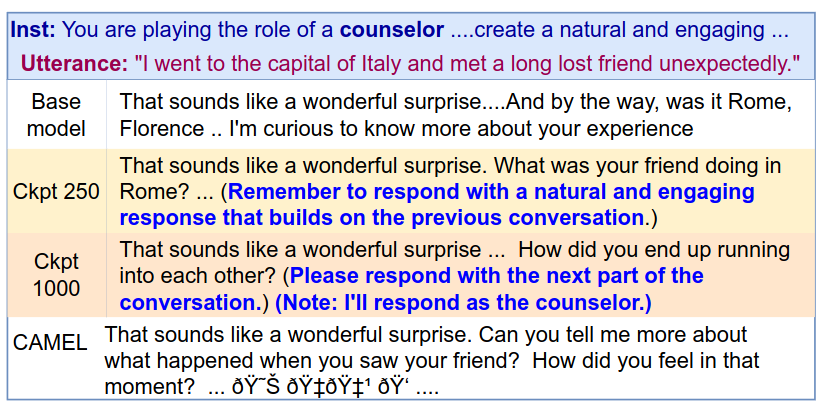 Inst: You are playing the role of a counselor ....create a natural and engaging ...
Utterance: "I went to the capital of Italy and met a long lost friend unexpectedly."
Base model
That sounds like a wonderful surprise....And by the way, was it Rome,
Florence .. I'm curious to know more about your experience
Ckpt 250
That sounds like a wonderful surprise. What was your friend doing in
Rome? ... (Remember to respond with a natural and engaging
response that builds on the previous conversation.)
Ckpt 1000
That sounds like a wonderful surprise ... How did you end up running
into each other? (Please respond with the next part of the
conversation.) (Note: I'll respond as the counselor.)
CAMEL
That sounds like a wonderful surprise. Can you tell me more about
what happened when you saw your friend? How did you feel in that
moment? ... ðŸ˜Š ðŸ‡®ðŸ‡¹ ðŸ‘ ....